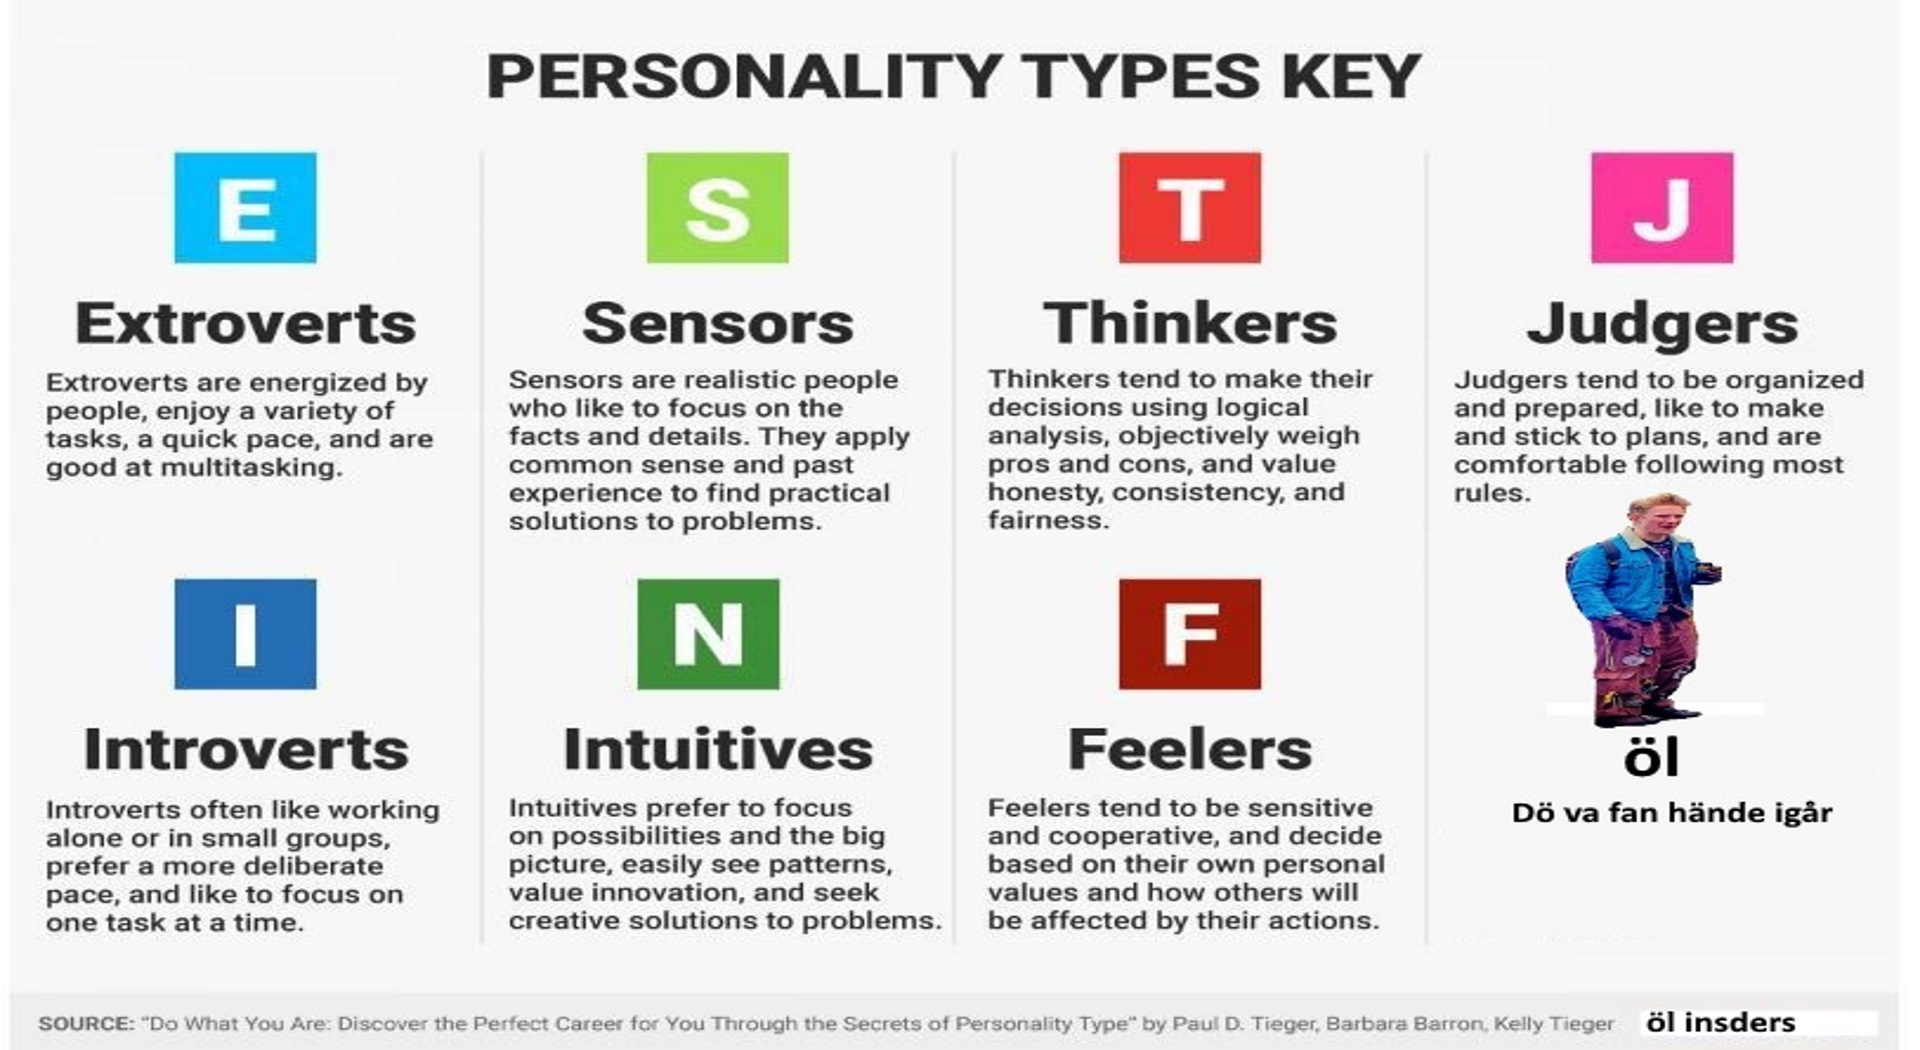 PERSONALITY TYPES KEY
E
Extroverts
Extroverts are energized by
people, enjoy a variety of
tasks, a quick pace, and are
good at multitasking.
S
Sensors
Sensors are realistic people
who like to focus on the
facts and details. They apply
common sense and past
experience to find practical
solutions to problems.
T
Thinkers
Thinkers tend to make their
decisions using logical
analysis, objectively weigh
pros and cons, and value
honesty, consistency, and
fairness.
J
Judgers
Judgers tend to be organized
and prepared, like to make
and stick to plans, and are
comfortable following most
rules.
I
Introverts
Introverts often like working
alone or in small groups,
prefer a more deliberate
pace, and like to focus on
one task at a time.
N
Intuitives
Intuitives prefer to focus
on possibilities and the big
picture, easily see patterns,
value innovation, and seek
creative solutions to problems.
F
Feelers
Feelers tend to be sensitive
and cooperative, and decide
based on their own personal
values and how others will
be affected by their actions.
öl
Dö va fan hände igår
SOURCE: "Do What You Are: Discover the Perfect Career for You Through the Secrets of Personality Type" by Paul D. Tieger, Barbara Barron, Kelly Tieger
öl insders